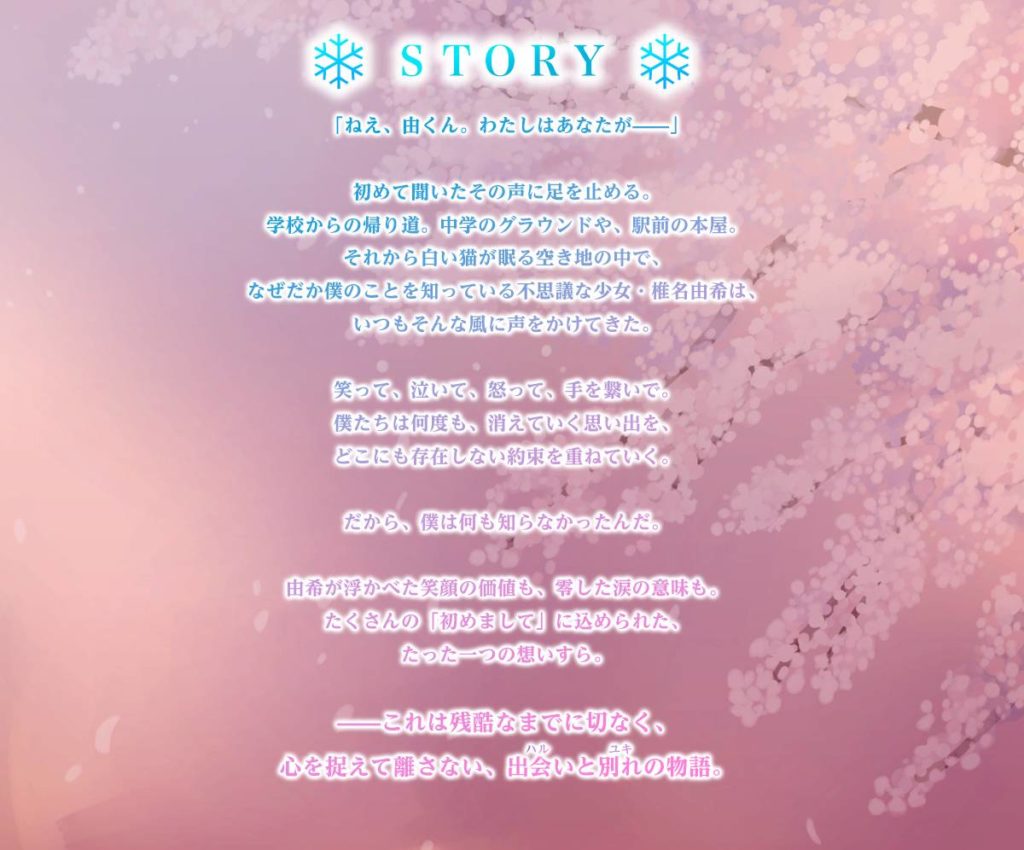 STORY
「ねえ、由くん。わたしはあなたが――」
初めて聞いたその声に足を止める。
学校からの帰り道。中学のグラウンドや、駅前の本屋。
それから白い猫が眠る空き地の中で、
なぜだか僕のことを知っている不思議な少女・椎名由希は、
いつもそんな風に声をかけてきた。
笑って、泣いて、怒って、手を繋いで。
僕たちは何度も、消えていく思い出を、
どこにも存在しない約束を重ねていく。
だから、僕は何も知らなかったんだ。
由希が浮かべた笑顔の価値も、零した涙の意味も。
たくさんの「初めまして」に込められた、
たった一つの想いすら。
――これは残酷なまでに切なく、
ハル ユキ
心を捉えて離さない、出会いと別れの物語。